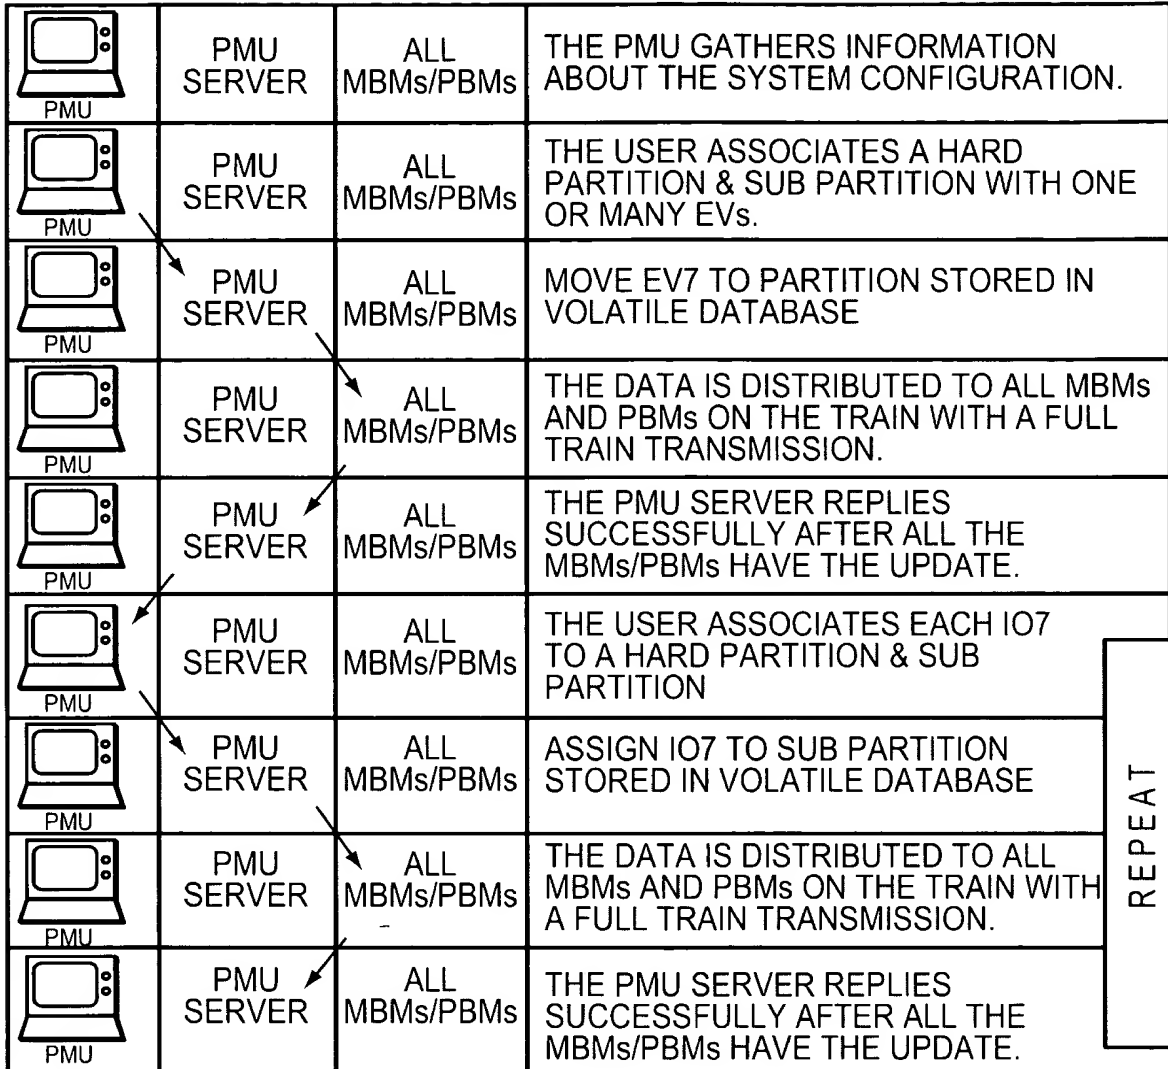 PMU
PMU
SERVER
ALL
MBMs/PBMs
THE PMU GATHERS INFORMATION
ABOUT THE SYSTEM CONFIGURATION.
PMU
PMU
SERVER
ALL
MBMs/PBMs
THE USER ASSOCIATES A HARD
PARTITION & SUB PARTITION WITH ONE
OR MANY EVs.
PMU
PMU
SERVER
ALL
MBMs/PBMs
MOVE EV7 TO PARTITION STORED IN
VOLATILE DATABASE
PMU
PMU
SERVER
ALL
MBMs/PBMs
THE DATA IS DISTRIBUTED TO ALL MBMs
AND PBMs ON THE TRAIN WITH A FULL
TRAIN TRANSMISSION.
PMU
PMU
SERVER
ALL
MBMs/PBMs
THE PMU SERVER REPLIES
SUCCESSFULLY AFTER ALL THE
MBMs/PBMs HAVE THE UPDATE.
PMU
PMU
SERVER
ALL
MBMs/PBMs
THE USER ASSOCIATES EACH IO7
TO A HARD PARTITION & SUB
PARTITION
PMU
PMU
SERVER
ALL
MBMs/PBMs
ASSIGN IO7 TO SUB PARTITION
STORED IN VOLATILE DATABASE
PMU
PMU
SERVER
ALL
MBMs/PBMs
THE DATA IS DISTRIBUTED TO ALL
MBMs AND PBMs ON THE TRAIN WITH
A FULL TRAIN TRANSMISSION.
PMU
PMU
SERVER
ALL
MBMs/PBMs
THE PMU SERVER REPLIES
SUCCESSFULLY AFTER ALL THE
MBMs/PBMs HAVE THE UPDATE.
REPEAT